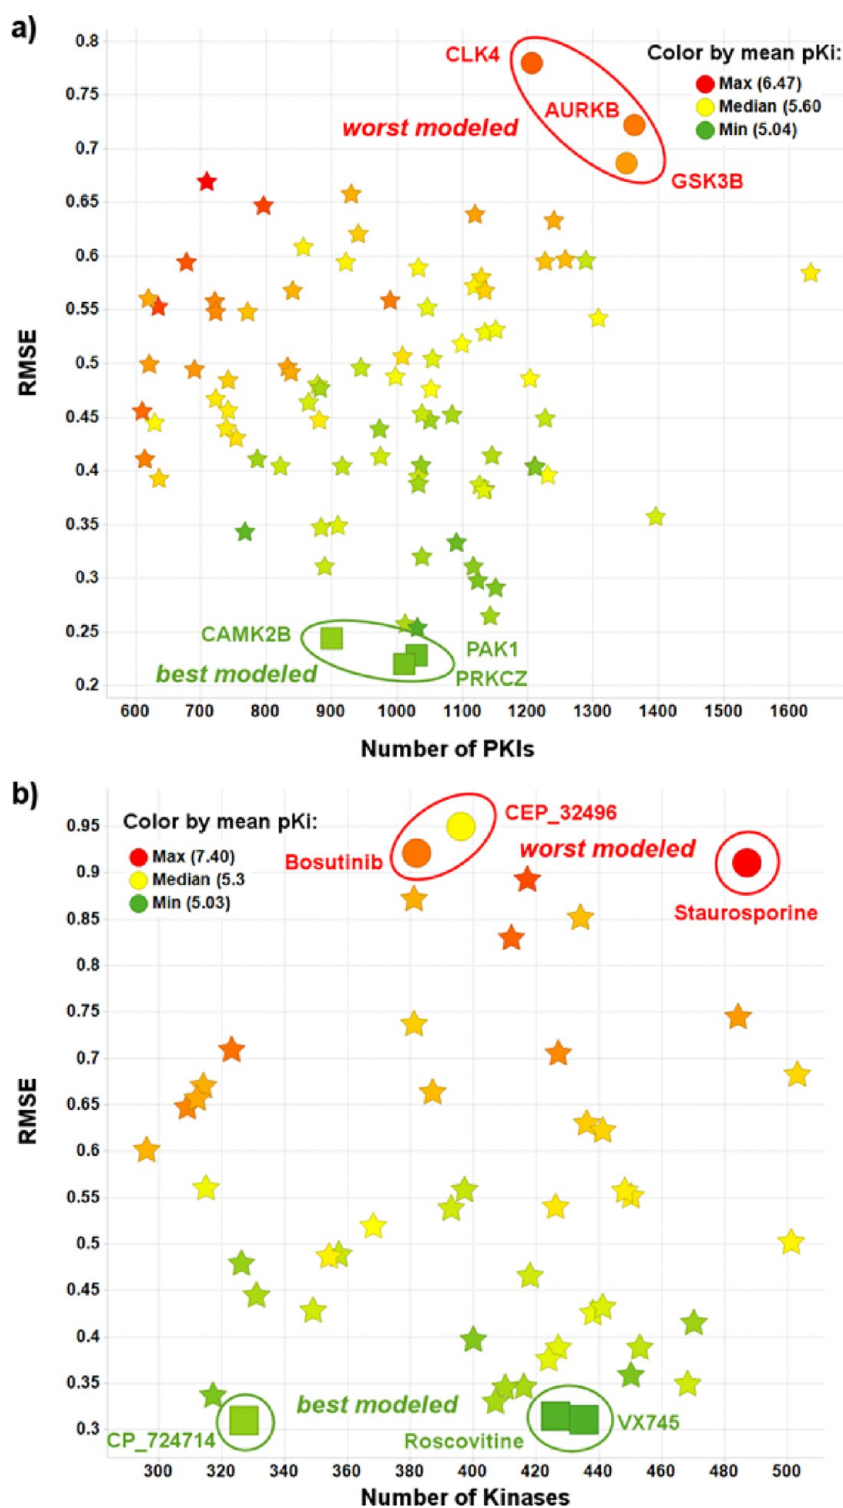 a)
0.8
0.75
0.7
0.65
0.6
0.55
0.5
0.45
0.4
0.35
0.3
0.25
0.2
RMSE
CLK4
AURKB
GSK3B
worst modeled
Color by mean pKi:
Max (6.47)
Median (5.60
Min (5.04)
CAMK2B
PAK1
PRKCZ
best modeled
600 700 800 900 1000 1100 1200 1300 1400 1500 1600
Number of PKIs
b)
0.95
0.9
0.85
0.8
0.75
0.7
0.65
0.6
0.55
0.5
0.45
0.4
0.35
0.3
RMSE
Color by mean pKi:
Max (7.40)
Median (5.3
Min (5.03)
CEP_32496
Bosutinib
worst modeled
Staurosporine
best modeled
CP_724714
Roscovitine
VX745
300 320 340 360 380 400 420 440 460 480 500
Number of Kinases